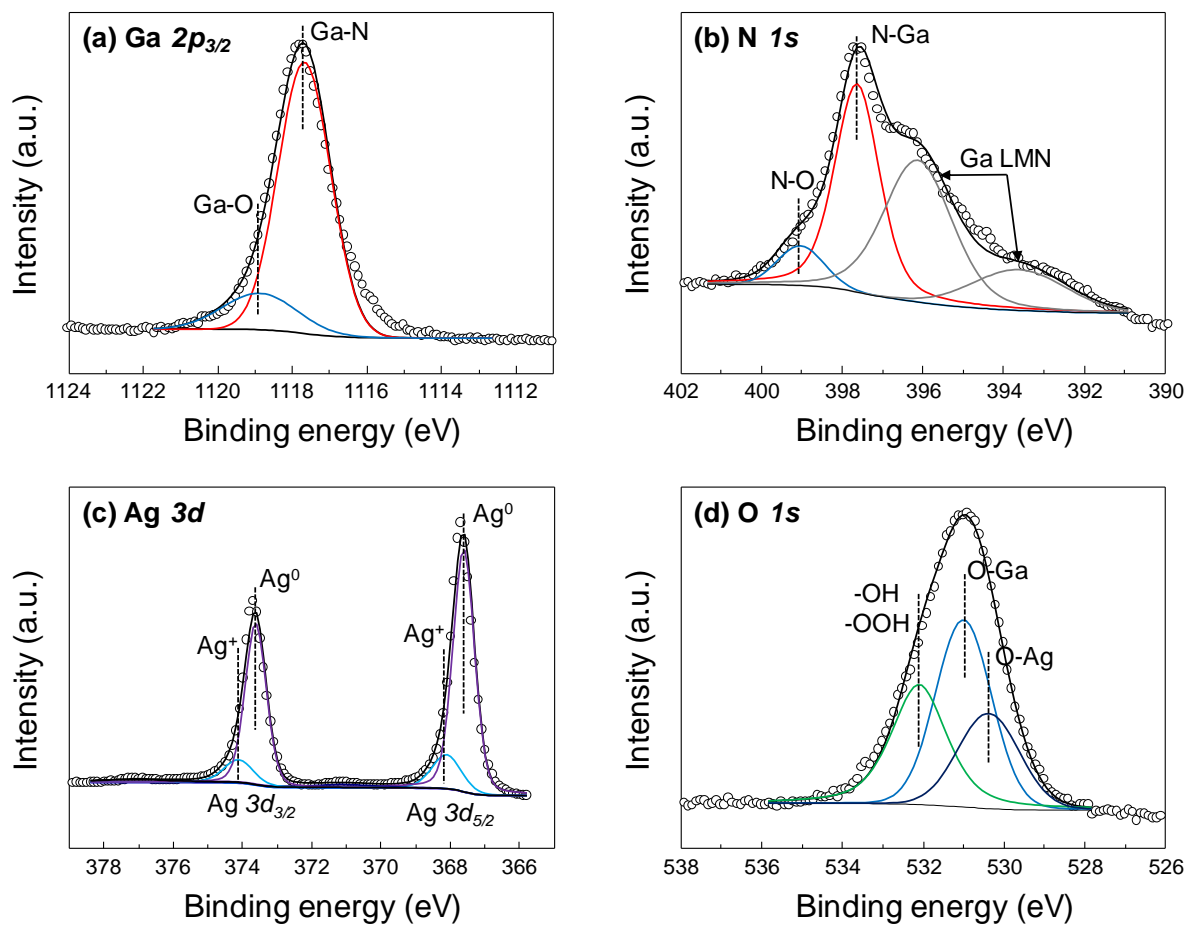 (a) Ga 2p3/2
Ga-N
Ga-O
Intensity (a.u.)
1124 1122 1120 1118 1116 1114 1112
Binding energy (eV)
(b) N 1s
N-Ga
N-O
Ga LMN
Intensity (a.u.)
402 400 398 396 394 392 390
Binding energy (eV)
(c) Ag 3d
Ag0
Ag0
Ag+
Ag+
Ag 3d3/2
Ag 3d5/2
Intensity (a.u.)
378 376 374 372 370 368 366
Binding energy (eV)
(d) O 1s
O-Ga
-OH
-OOH
O-Ag
Intensity (a.u.)
538 536 534 532 530 528 526
Binding energy (eV)